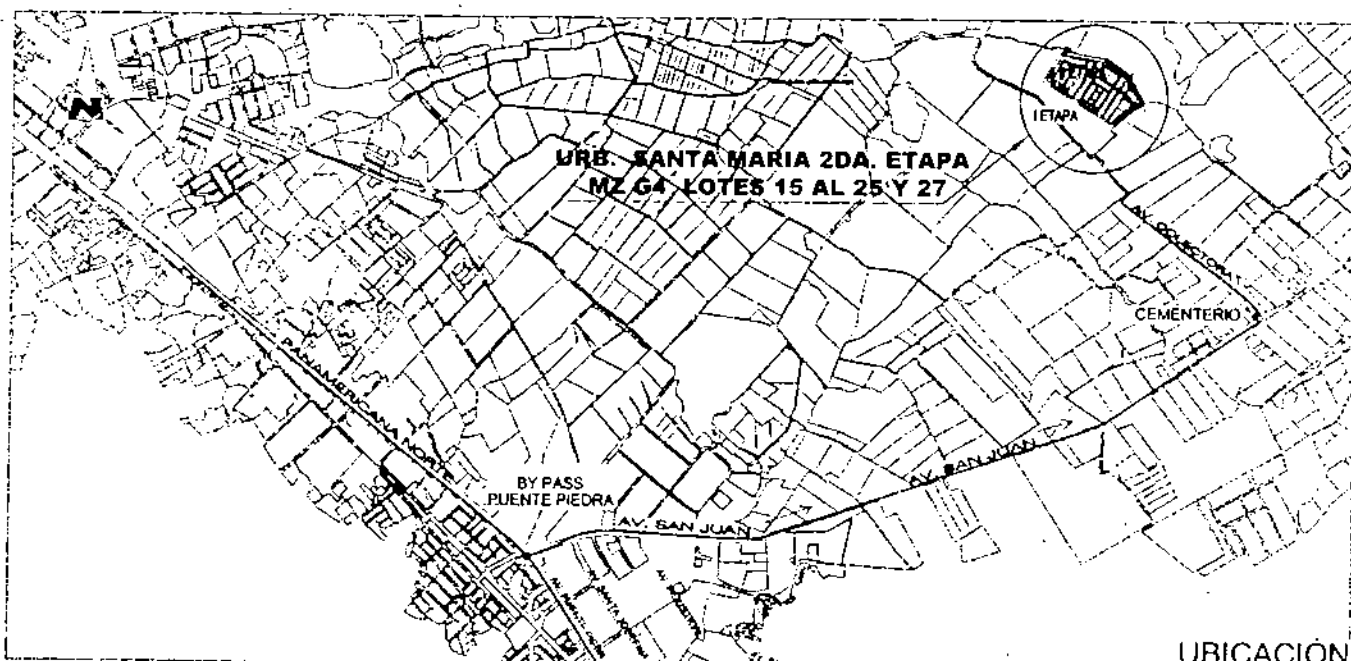 N
I ETAPA
URB. SANTA MARIA 2DA. ETAPA
MZ G4 LOTES 15 AL 25 Y 27
AV. COLECTORA
CEMENTERIO
PANAMERICANA NORTE
BY PASS
PUENTE PIEDRA
AV. SAN JUAN
AV. SAN JUAN
UBICACIÓN